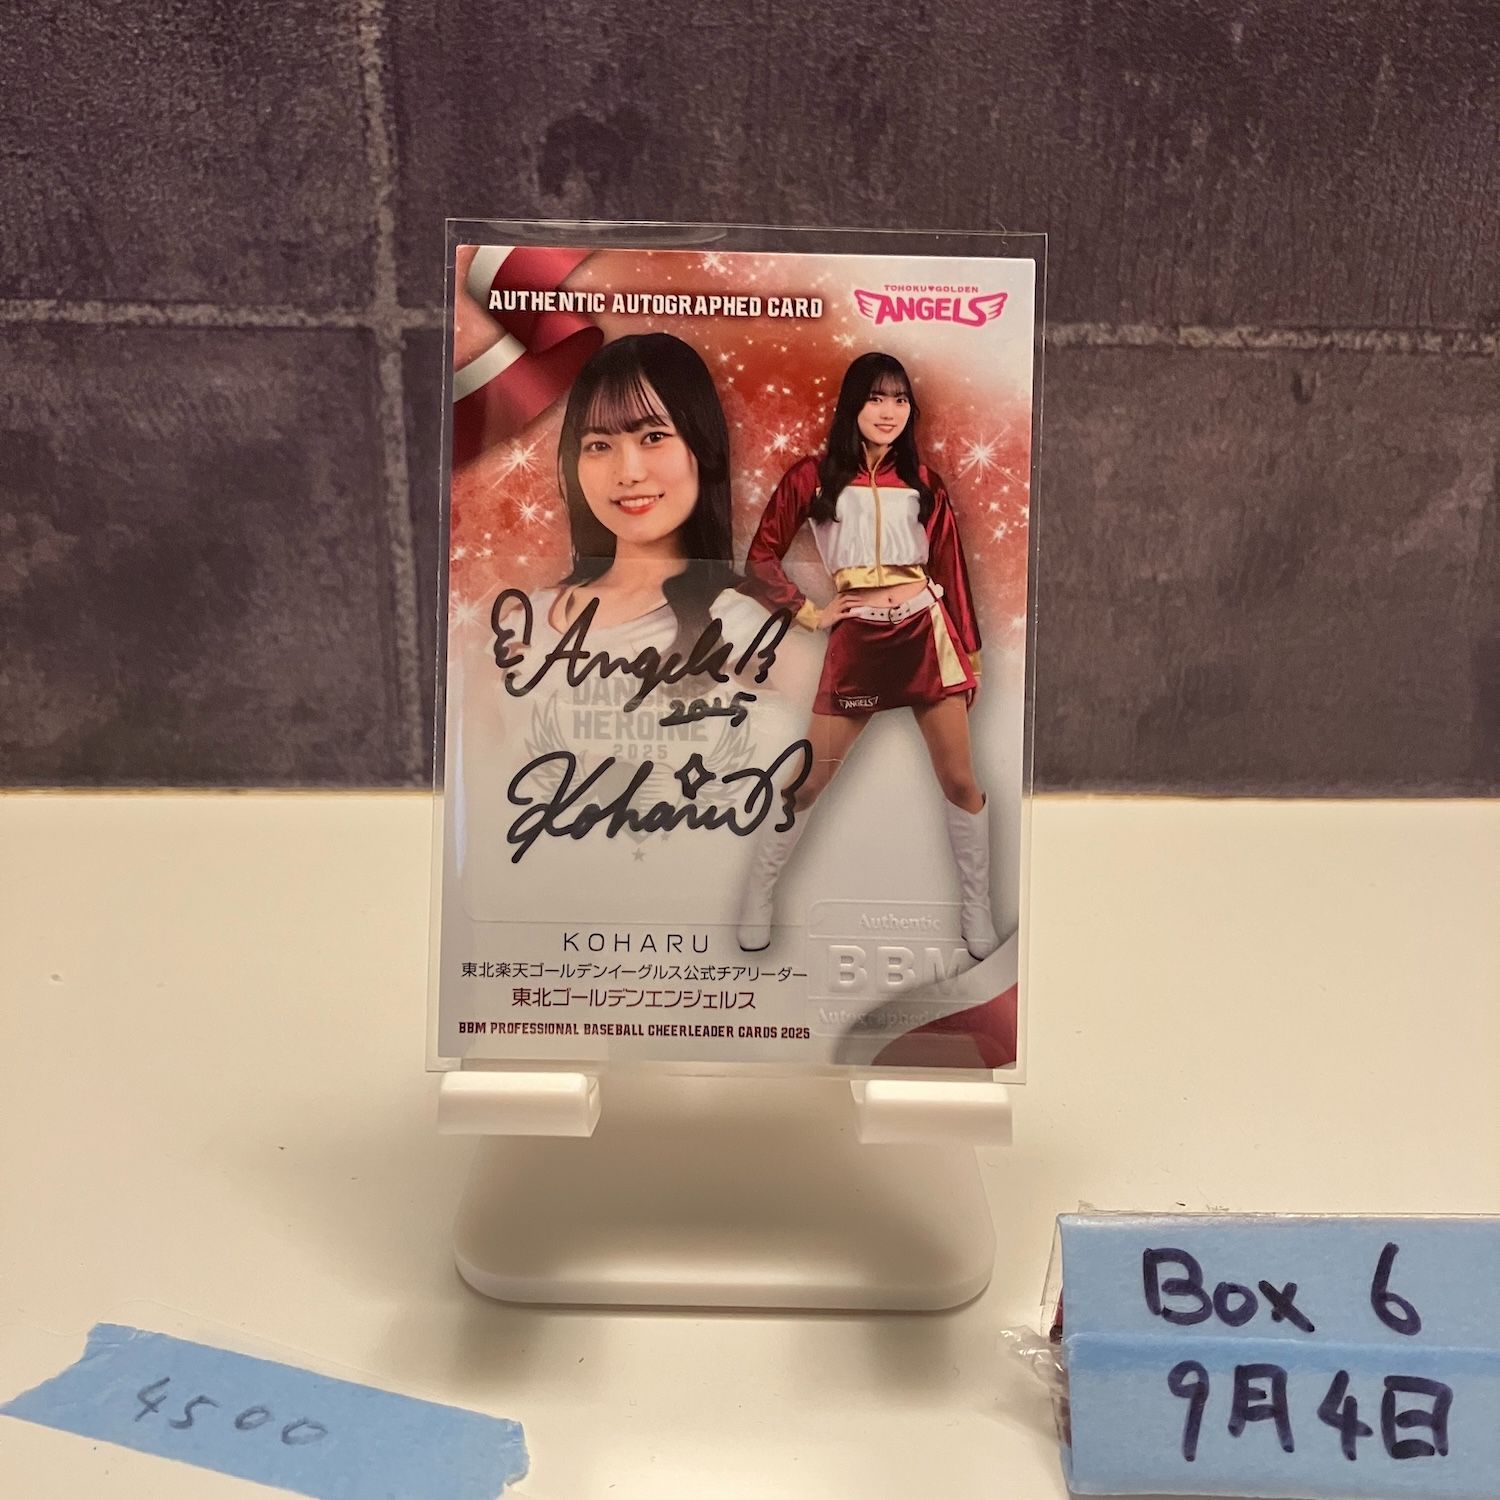 AUTHENTIC AUTOGRAPHED CARD
TOHOKU♥GOLDEN
ANGELS
Angels
2025
DANCING
HEROINE
2025
Koharu
ANGELS
KOHARU
東北楽天ゴールデンイーグルス公式チアリーダー
東北ゴールデンエンジェルス
BBM PROFESSIONAL BASEBALL CHEERLEADER CARDS 2025
Authentic
BBM
Autographed
4500
Box 6
9月4日